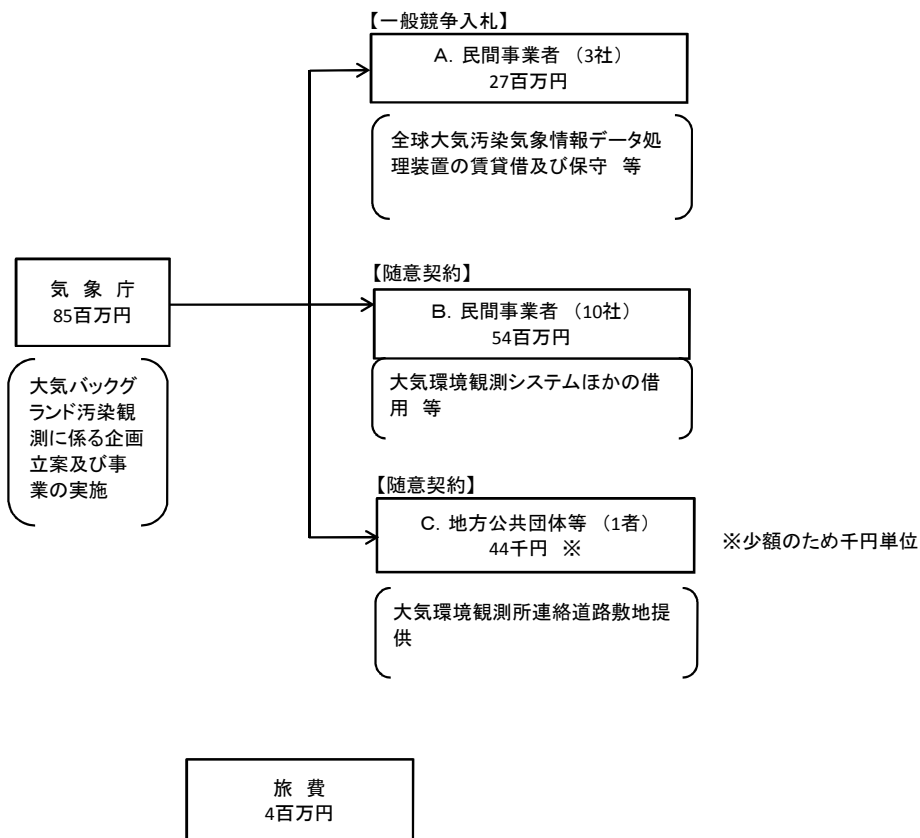 【一般競争入札】
A. 民間事業者 （3社）
27百万円
全球大気汚染気象情報データ処
理装置の賃貸借及び保守 等
気 象 庁
85百万円
大気バックグ
ランド汚染観
測に係る企画
立案及び事
業の実施
【随意契約】
B. 民間事業者 （10社）
54百万円
大気環境観測システムほかの借
用 等
【随意契約】
C. 地方公共団体等 （1者）
44千円 ※
※少額のため千円単位
大気環境観測所連絡道路敷地提
供
旅 費
4百万円